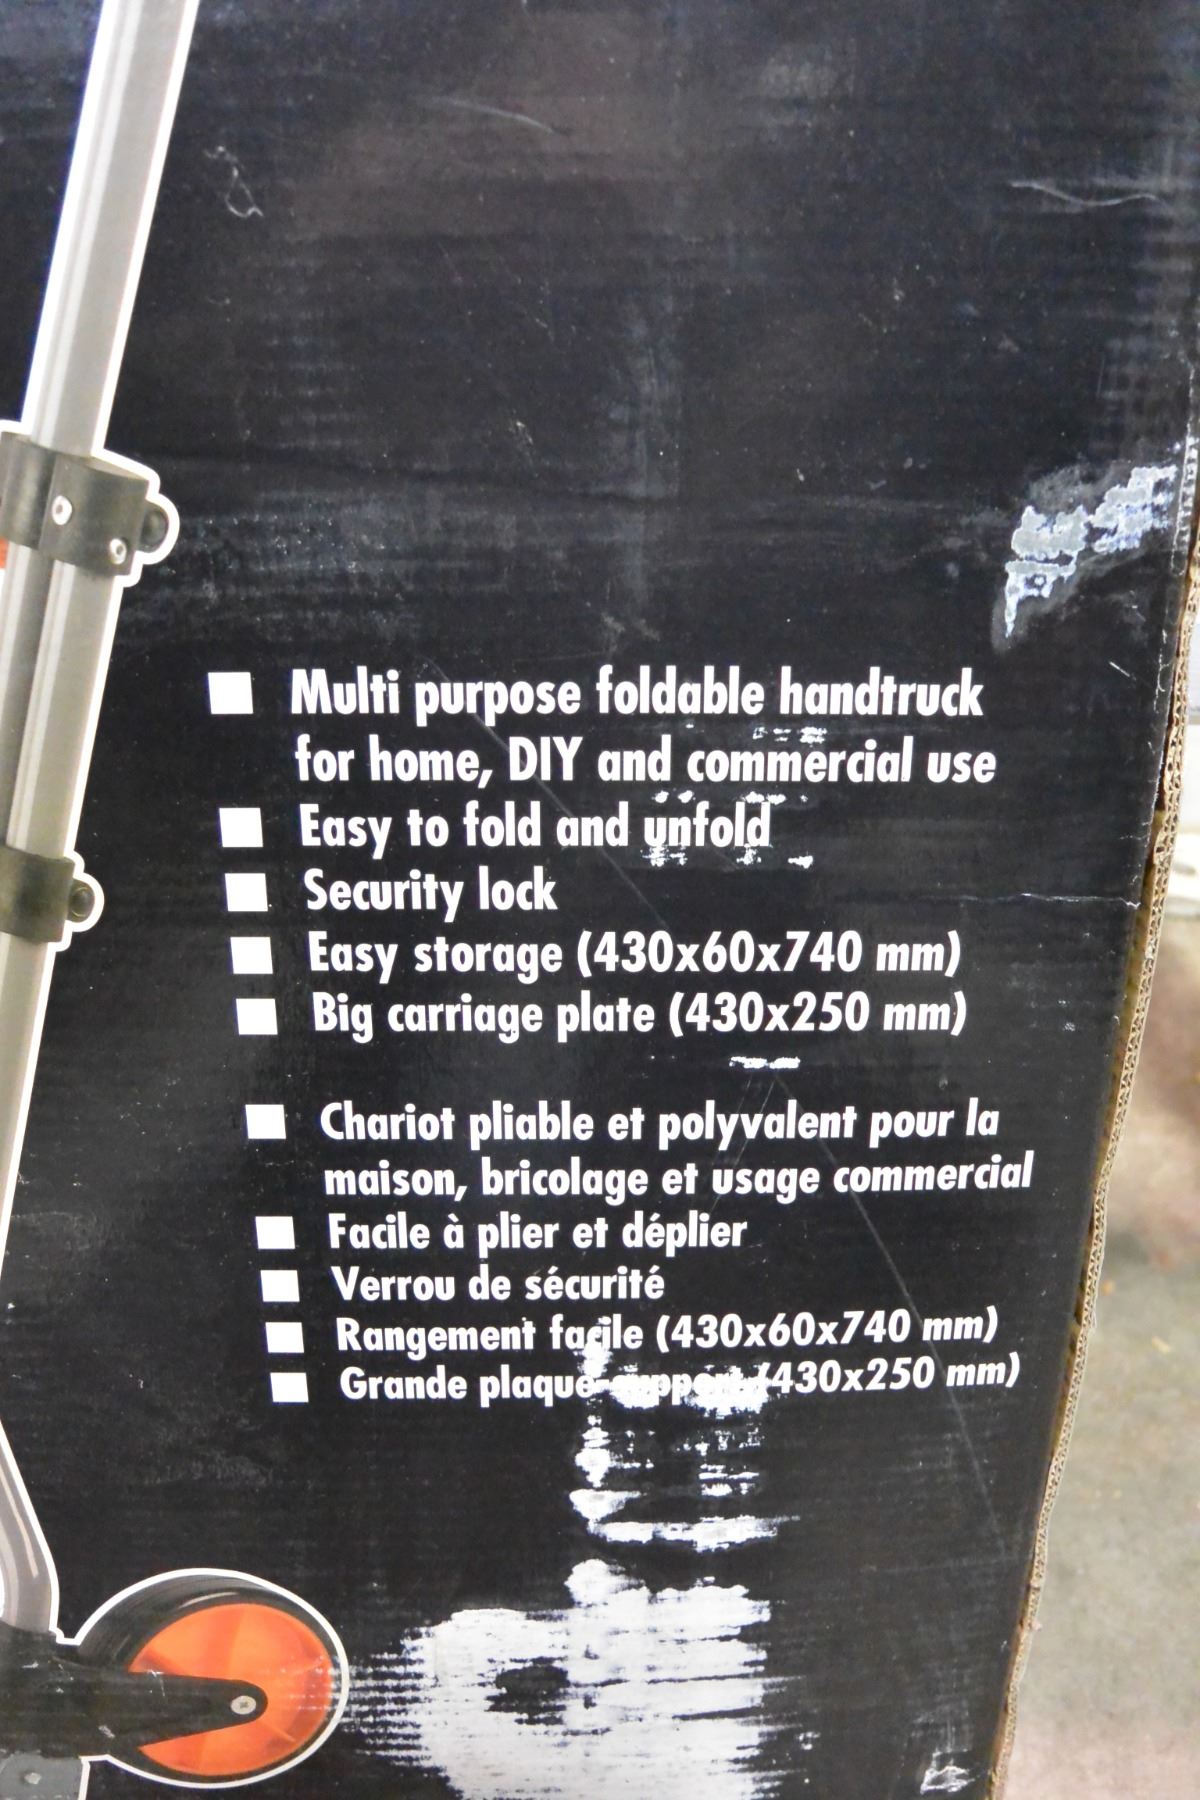 Multi purpose foldable handtruck
for home, DIY and commercial use
Easy to fold and unfold
Security lock
Easy storage (430x60x740 mm)
Big carriage plate (430x250 mm)
Chariot pliable et polyvalent pour la
maison, bricolage et usage commercial
Facile à plier et déplier
Verrou de sécurité
Rangement facile (430x60x740 mm)
Grande plaque-support (430x250 mm)